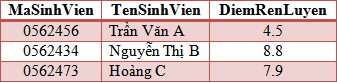 MaSinhVien TenSinhVien DiemRenLuyen
0562456 Trần Văn A 4.5
0562434 Nguyễn Thị B 8.8
0562473 Hoàng C 7.9